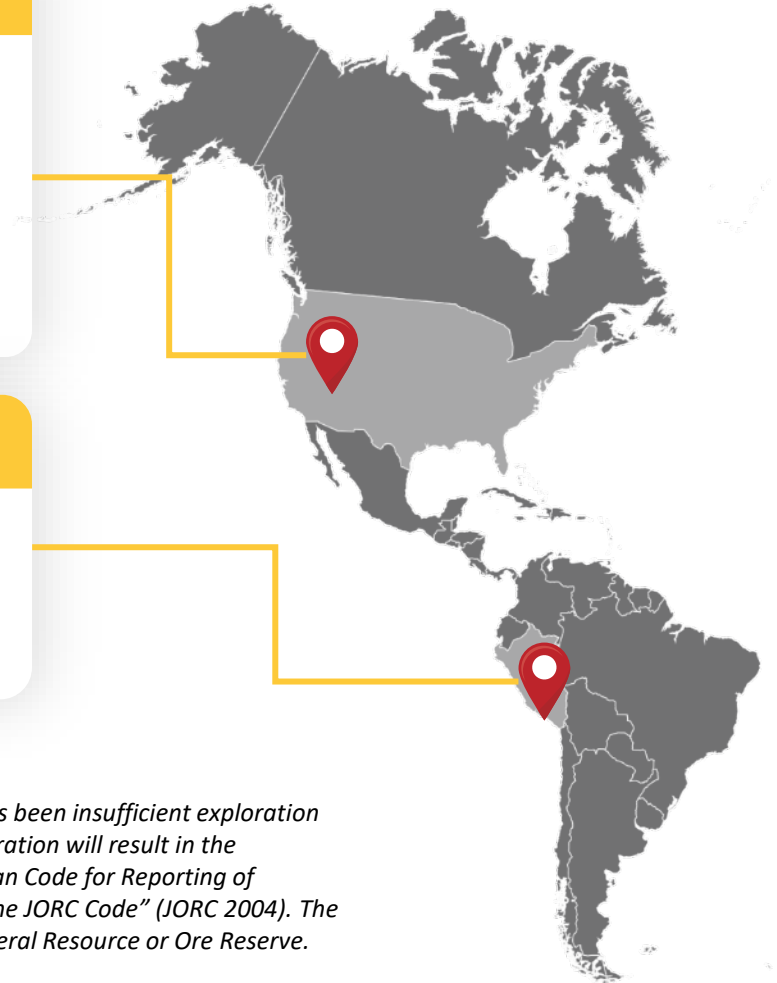 s been insufficient exploration
ration will result in the
an Code for Reporting of
he JORC Code” (JORC 2004). The
eral Resource or Ore Reserve.